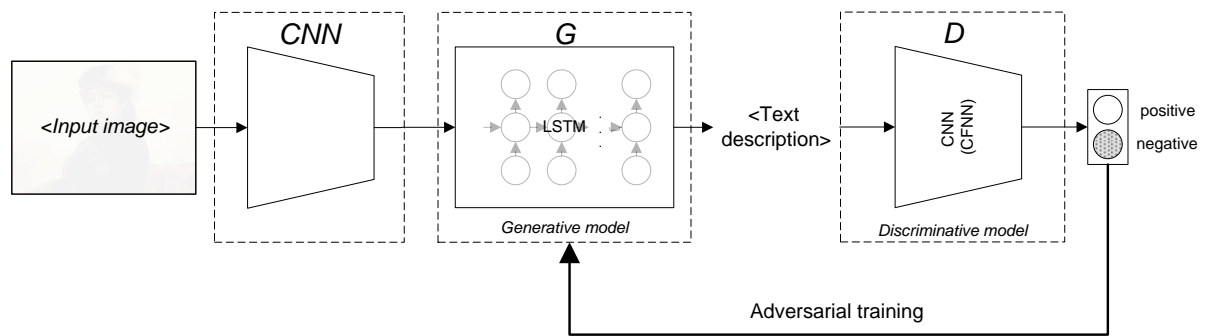 CNN
G
D
<Input image>
LSTM
<Text
description>
CNN
(CFNN)
positive
negative
Generative model
Discriminative model
Adversarial training